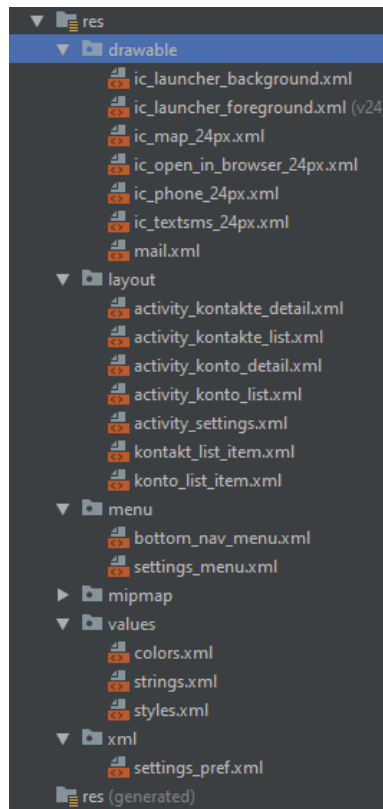 res
drawable
ic_launcher_background.xml
ic_launcher_foreground.xml (v24
ic_map_24px.xml
ic_open_in_browser_24px.xml
ic_phone_24px.xml
ic_textsms_24px.xml
mail.xml
layout
activity_kontakte_detail.xml
activity_kontakte_list.xml
activity_konto_detail.xml
activity_konto_list.xml
activity_settings.xml
kontakt_list_item.xml
konto_list_item.xml
menu
bottom_nav_menu.xml
settings_menu.xml
mipmap
values
colors.xml
strings.xml
styles.xml
xml
settings_pref.xml
res (generated)